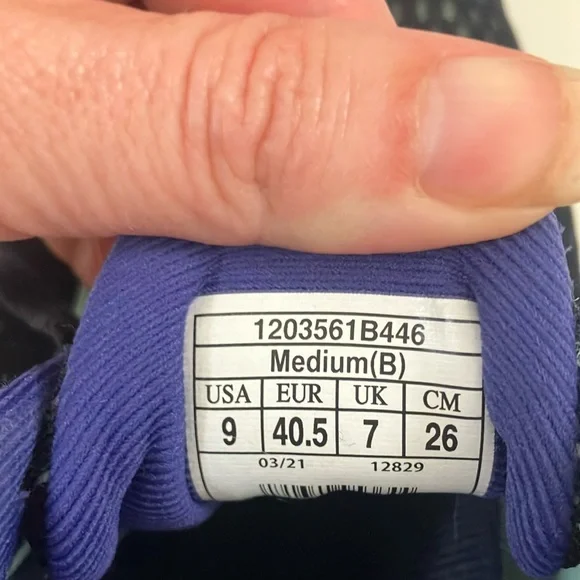 1203561B446
Medium(B)
USA EUR UK CM
9 40.5 7 26
03/21 12829